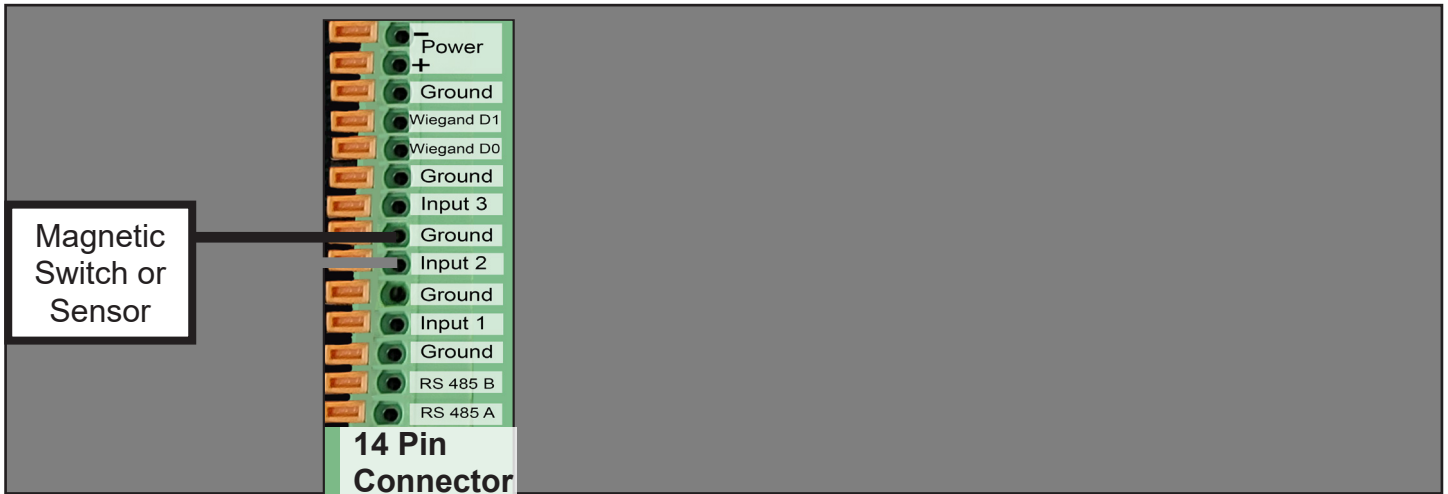 -
Power
+
Ground
Wiegand D1
Wiegand D0
Ground
Input 3
Ground
Input 2
Ground
Input 1
Ground
RS 485 B
RS 485 A
Magnetic
Switch or
Sensor
14 Pin
Connector